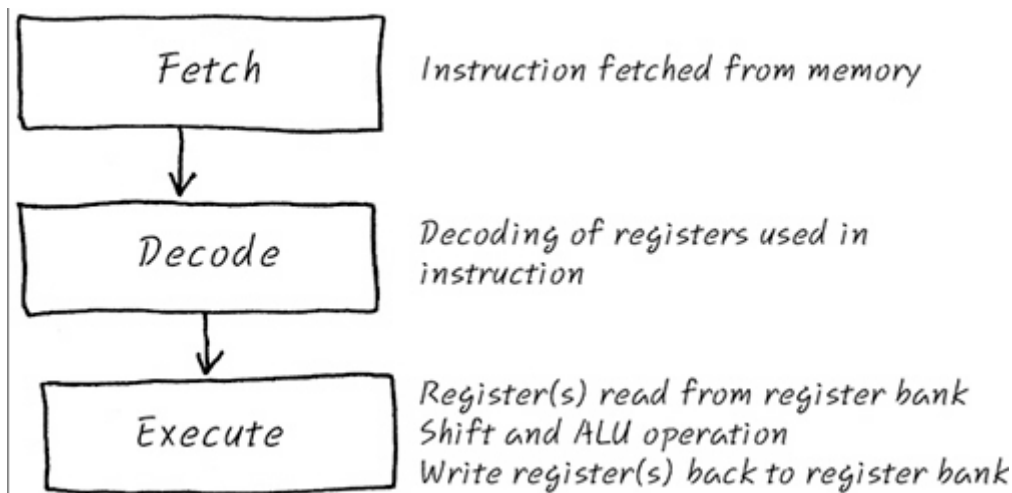 Fetch
Instruction fetched from memory
Decode
Decoding of registers used in
instruction
Execute
Register(s) read from register bank
Shift and ALU operation
Write register(s) back to register bank